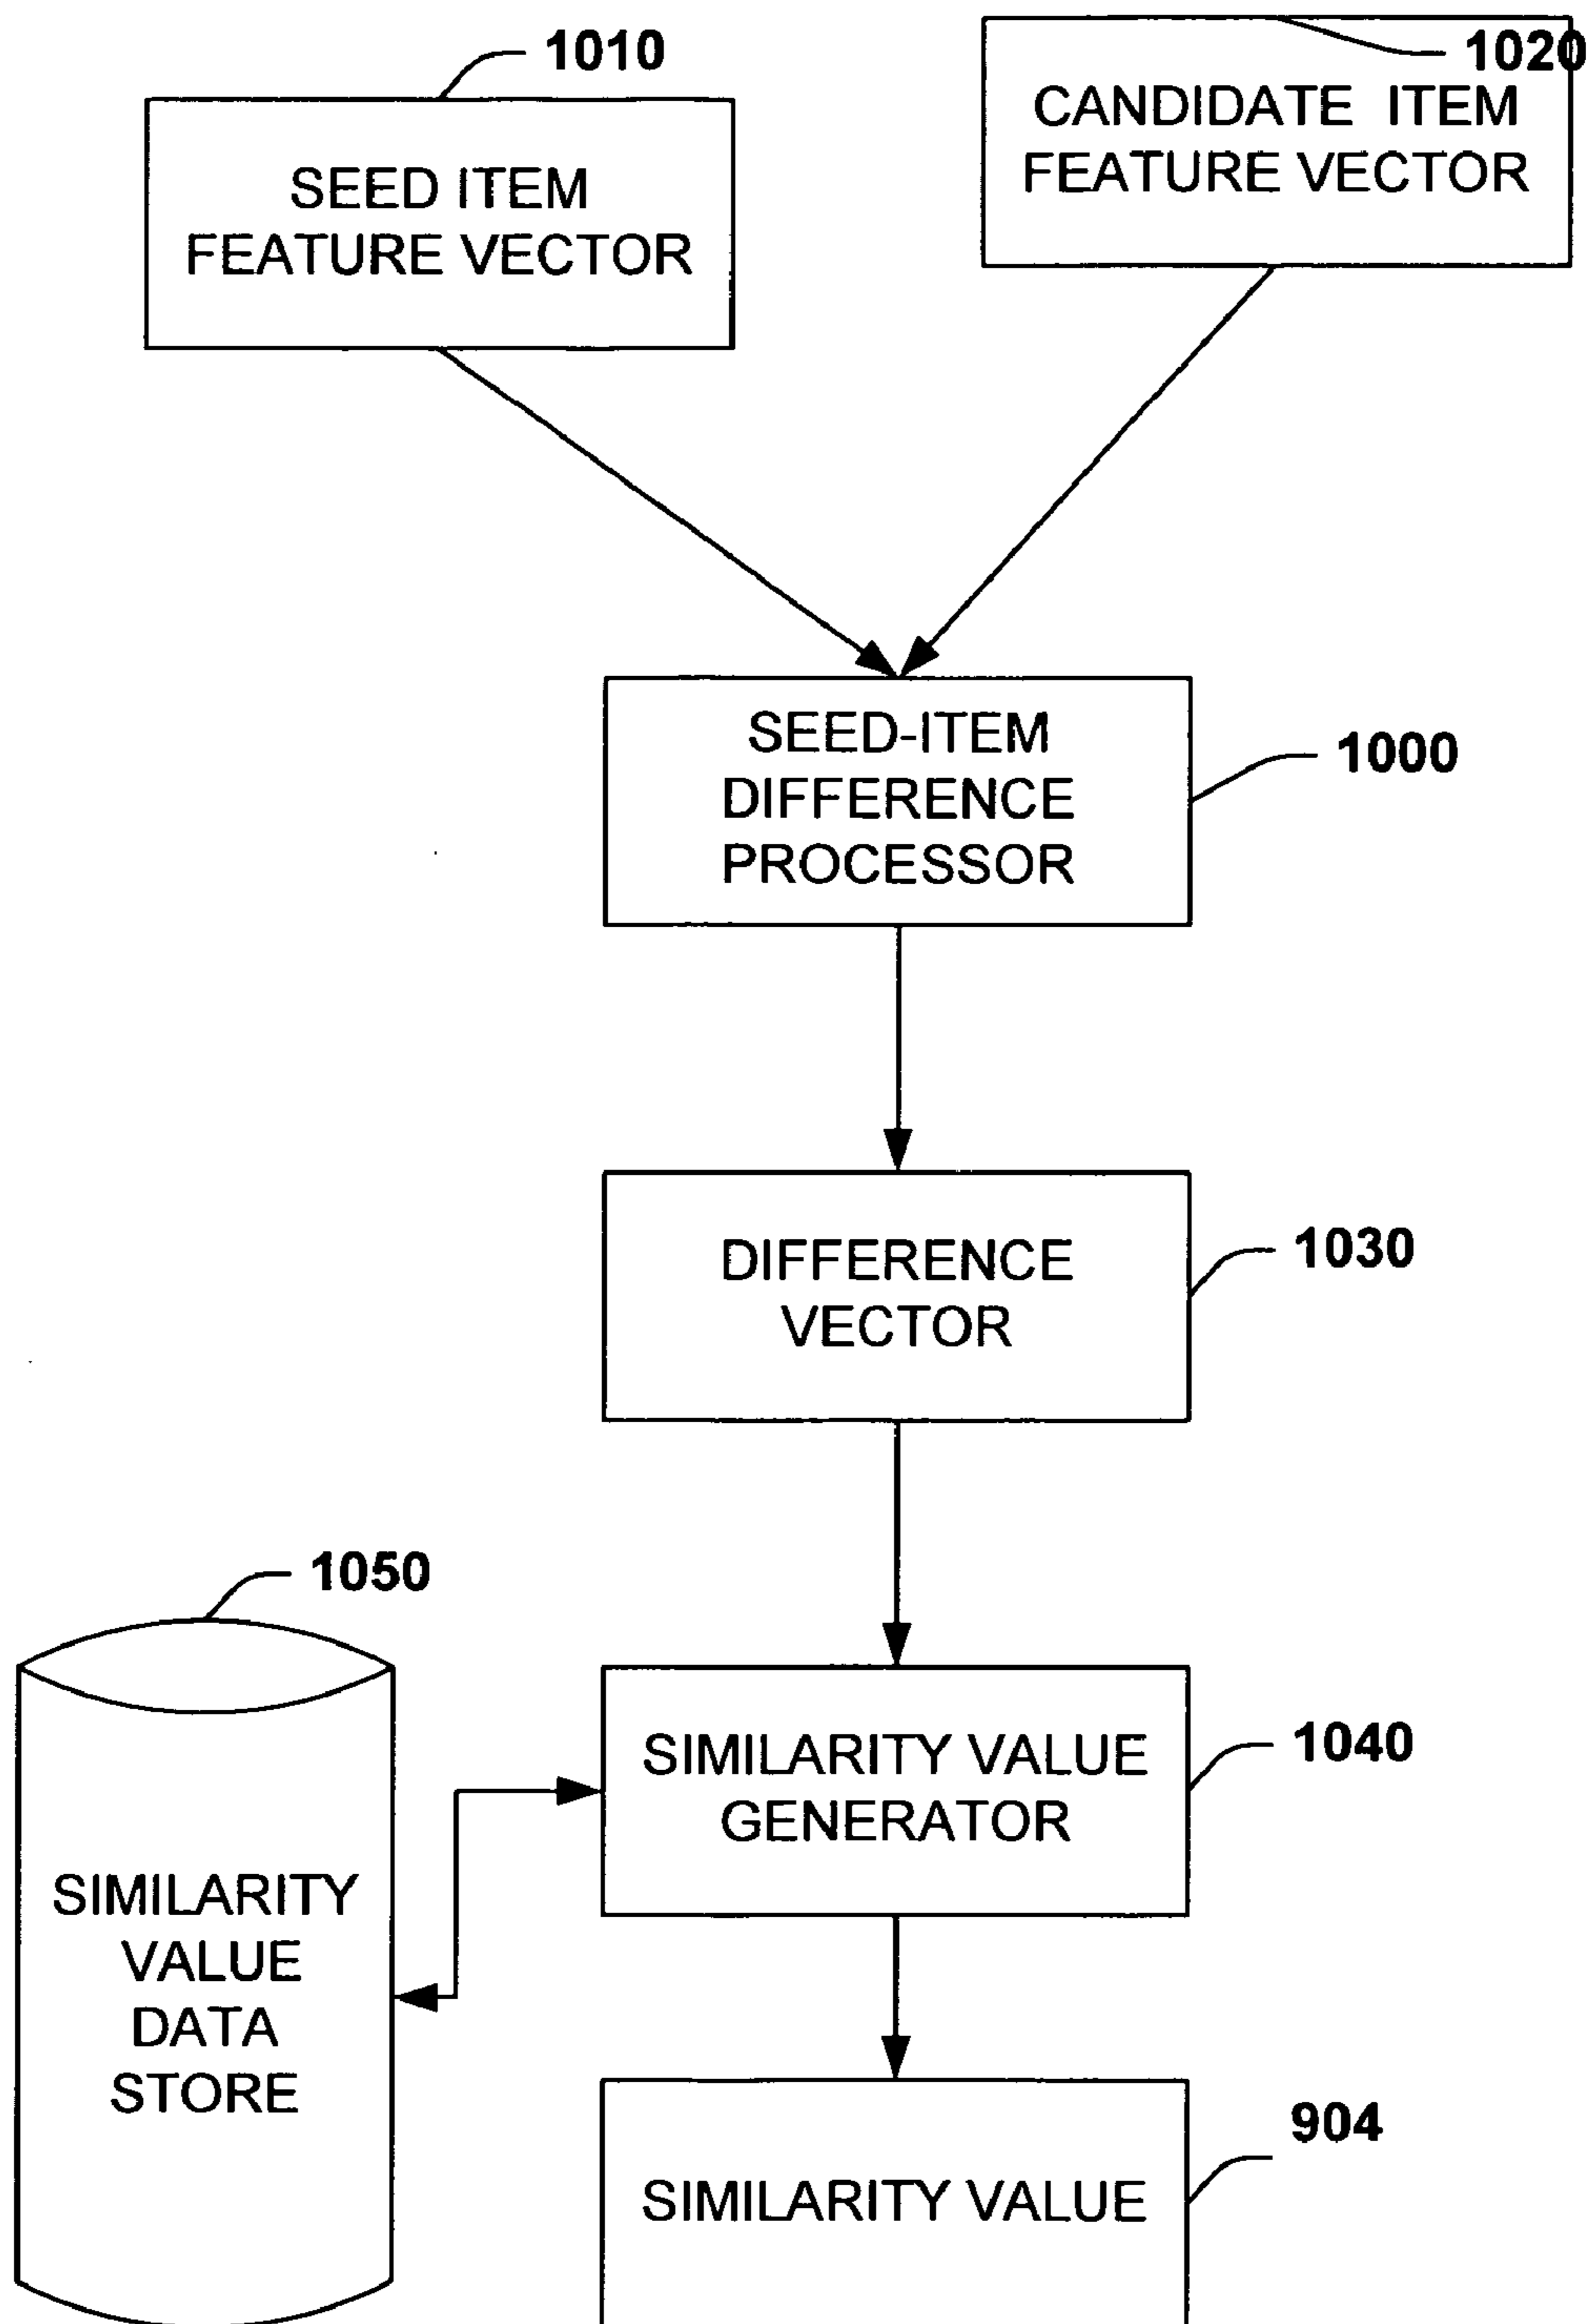 1010
1020
SEED ITEM
FEATURE VECTOR
CANDIDATE ITEM
FEATURE VECTOR
SEED-ITEM
DIFFERENCE
PROCESSOR
1000
DIFFERENCE
VECTOR
1030
1050
SIMILARITY VALUE
GENERATOR
1040
SIMILARITY
VALUE
DATA
STORE
904
SIMILARITY VALUE